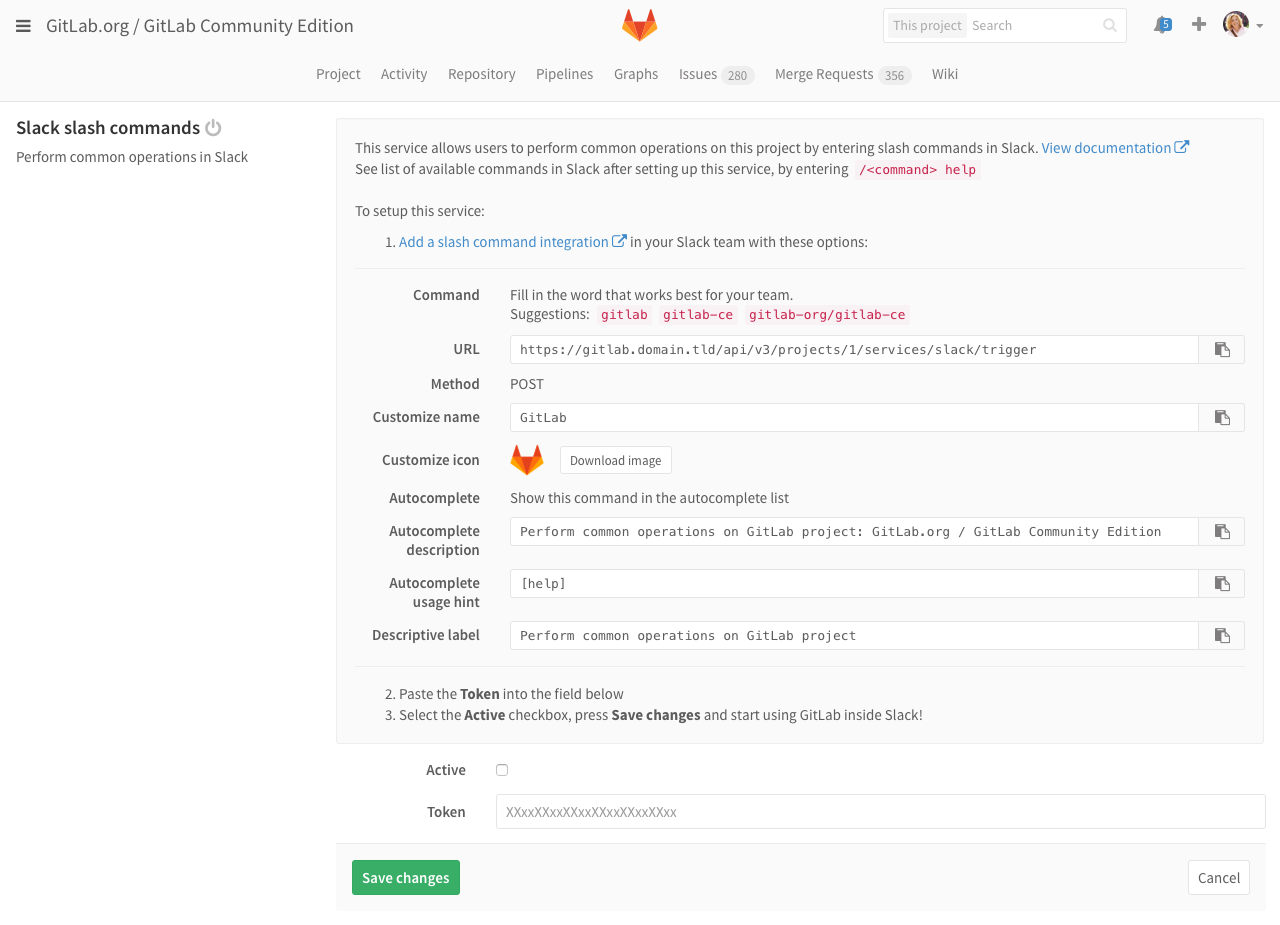 GitLab.org / GitLab Community Edition
This project Search
5
Project Activity Repository Pipelines Graphs Issues 280 Merge Requests 356 Wiki
Slack slash commands
Perform common operations in Slack
This service allows users to perform common operations on this project by entering slash commands in Slack. View documentation
See list of available commands in Slack after setting up this service, by entering /<command> help
To setup this service:
1. Add a slash command integration in your Slack team with these options:
Command
Fill in the word that works best for your team.
Suggestions: gitlab gitlab-ce gitlab-org/gitlab-ce
URL
https://gitlab.domain.tld/api/v3/projects/1/services/slack/trigger
Method
POST
Customize name
GitLab
Customize icon
Download image
Autocomplete
Show this command in the autocomplete list
Autocomplete
description
Perform common operations on GitLab project: GitLab.org / GitLab Community Edition
Autocomplete
usage hint
[help]
Descriptive label
Perform common operations on GitLab project
2. Paste the Token into the field below
3. Select the Active checkbox, press Save changes and start using GitLab inside Slack!
Active
Token
XXxxXXxxXXxxXXxxXXxxXXxx
Save changes
Cancel